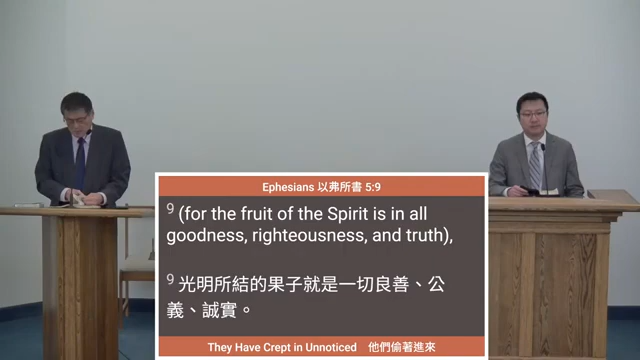 Ephesians 以弗所書 5:9
9 (for the fruit of the Spirit is in all
goodness, righteousness, and truth),
9 光明所結的果子就是一切良善、公
義、誠實。
They Have Crept in Unnoticed 他們偷著進來